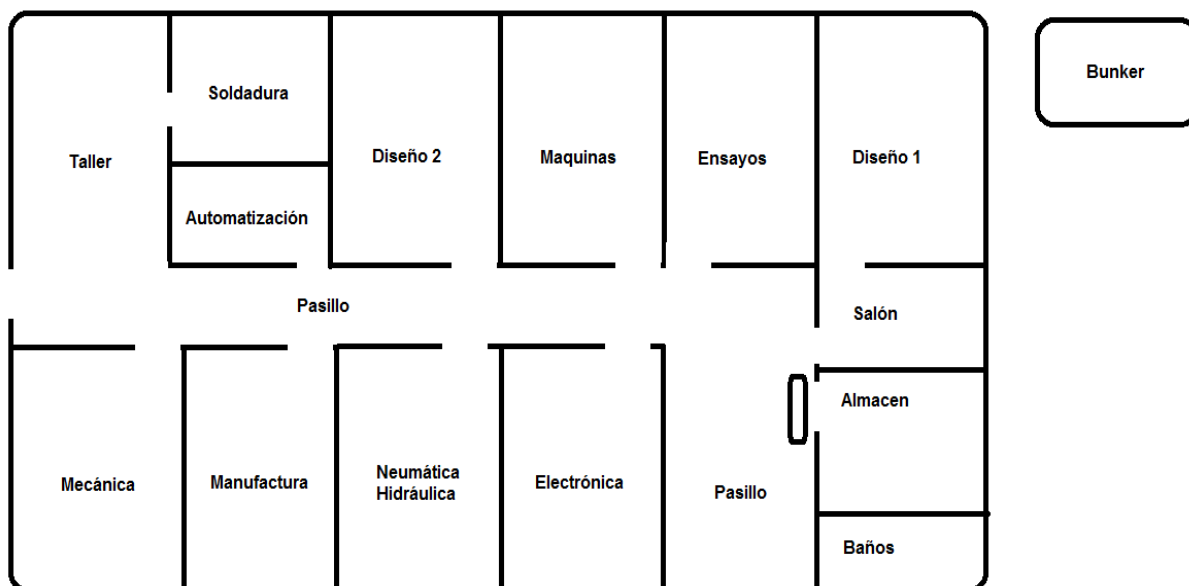 Bunker
Soldadura
Taller
Diseño 2
Maquinas
Ensayos
Diseño 1
Automatización
Pasillo
Salón
Almacen
Mecánica
Manufactura
Neumática
Hidráulica
Electrónica
Pasillo
Baños